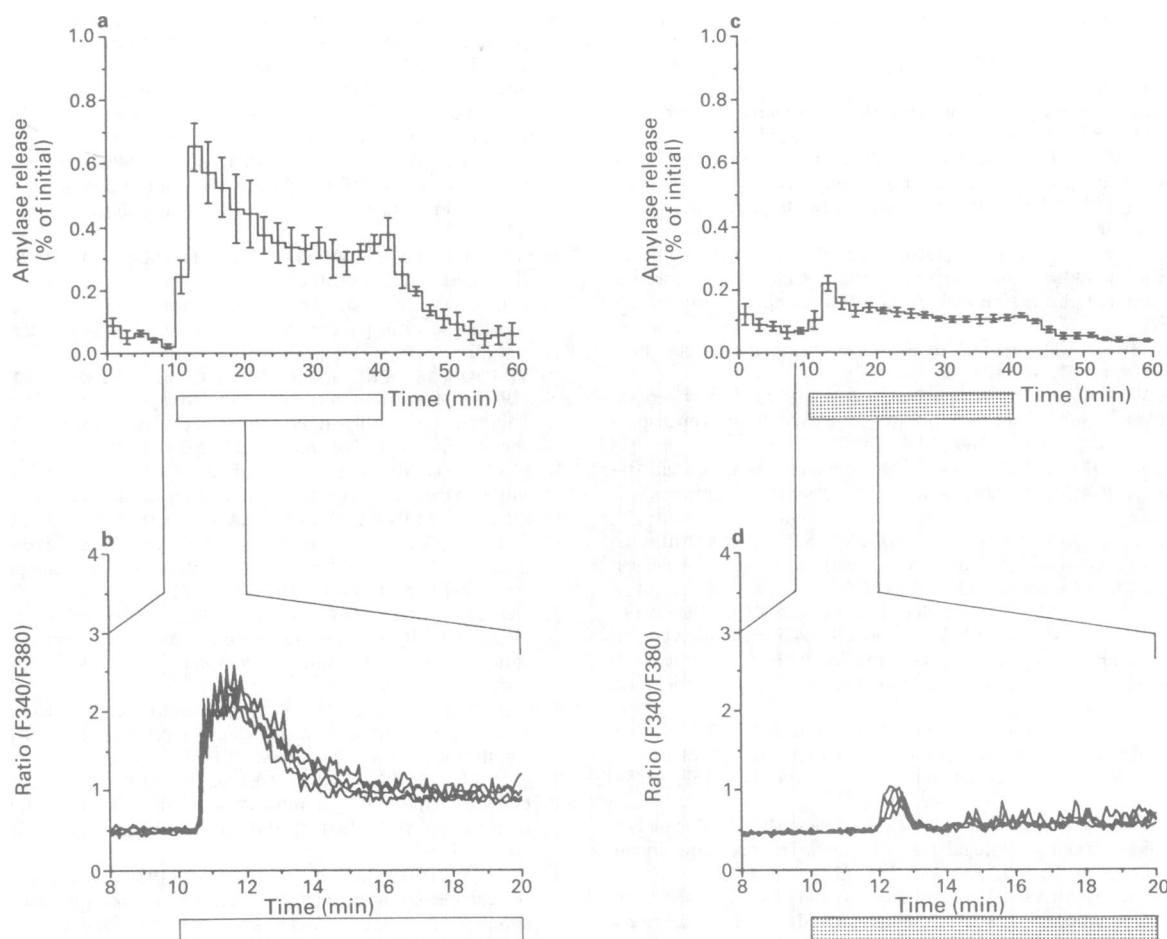 a
1.0
0.8
0.6
0.4
0.2
0.0
Amylase release
(% of initial)
0 10 20 30 40 50 60
Time (min)
b
4
3
2
1
0
Ratio (F340/F380)
8 10 12 14 16 18 20
Time (min)
c
1.0
0.8
0.6
0.4
0.2
0.0
Amylase release
(% of initial)
0 10 20 30 40 50 60
Time (min)
d
4
3
2
1
0
Ratio (F340/F380)
8 10 12 14 16 18 20
Time (min)